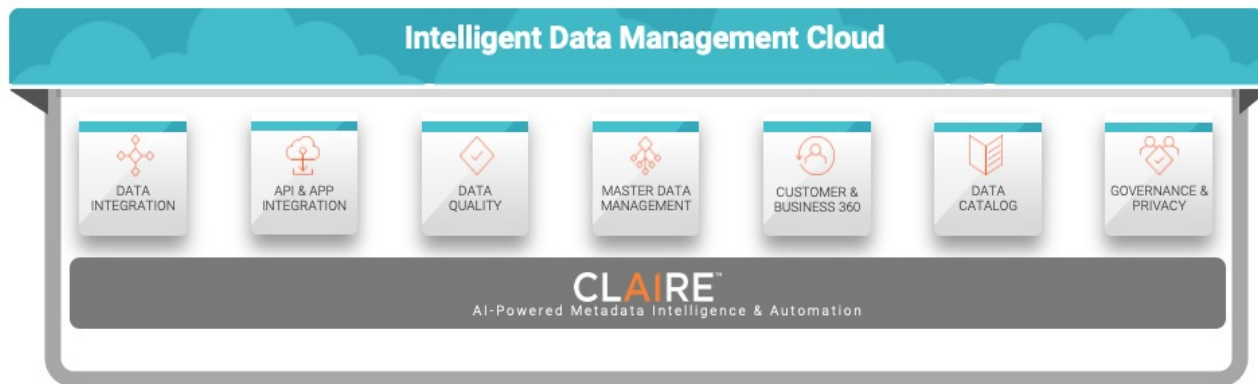 Intelligent Data Management Cloud
DATA
INTEGRATION
API & APP
INTEGRATION
DATA
QUALITY
MASTER DATA
MANAGEMENT
CUSTOMER &
BUSINESS 360
DATA
CATALOG
GOVERNANCE &
PRIVACY
CLAIRE™
AI-Powered Metadata Intelligence & Automation